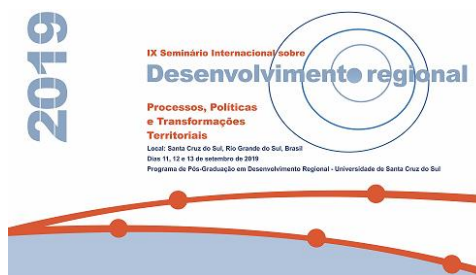 2019
IX Seminário Internacional sobre
Desenvolvimento regional
Processos, Políticas
e Transformações
Territoriais
Local: Santa Cruz do Sul, Rio Grande do Sul, Brasil
Dias 11, 12 e 13 de setembro de 2019
Programa de Pós-Graduação em Desenvolvimento Regional - Universidade de Santa Cruz do Sul